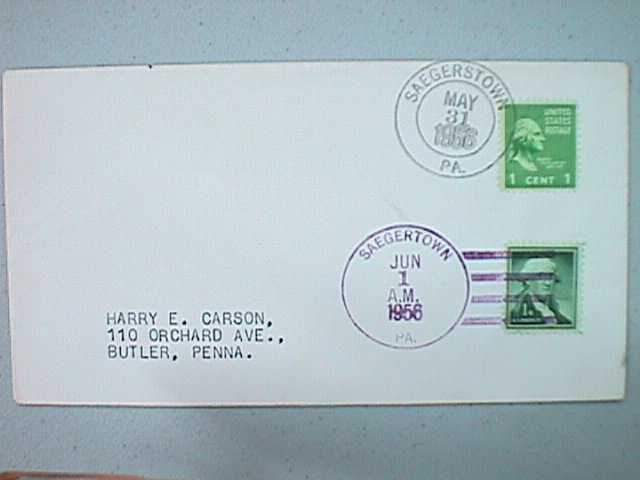 SAEGERSTOWN
MAY
31
1956
PA.
UNITED
STATES
POSTAGE
1 CENT 1
SAEGERTOWN
JUN
1
A.M.
1956
PA.
HARRY E. CARSON,
110 ORCHARD AVE.,
BUTLER, PENNA.